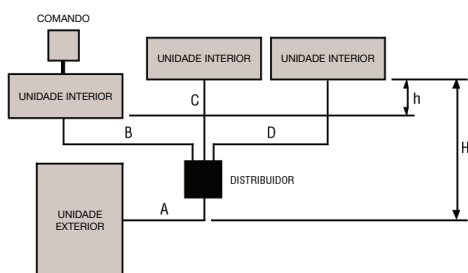 COMANDO
UNIDADE INTERIOR
UNIDADE INTERIOR
UNIDADE INTERIOR
C
h
B
D
H
DISTRIBUIDOR
A
UNIDADE
EXTERIOR